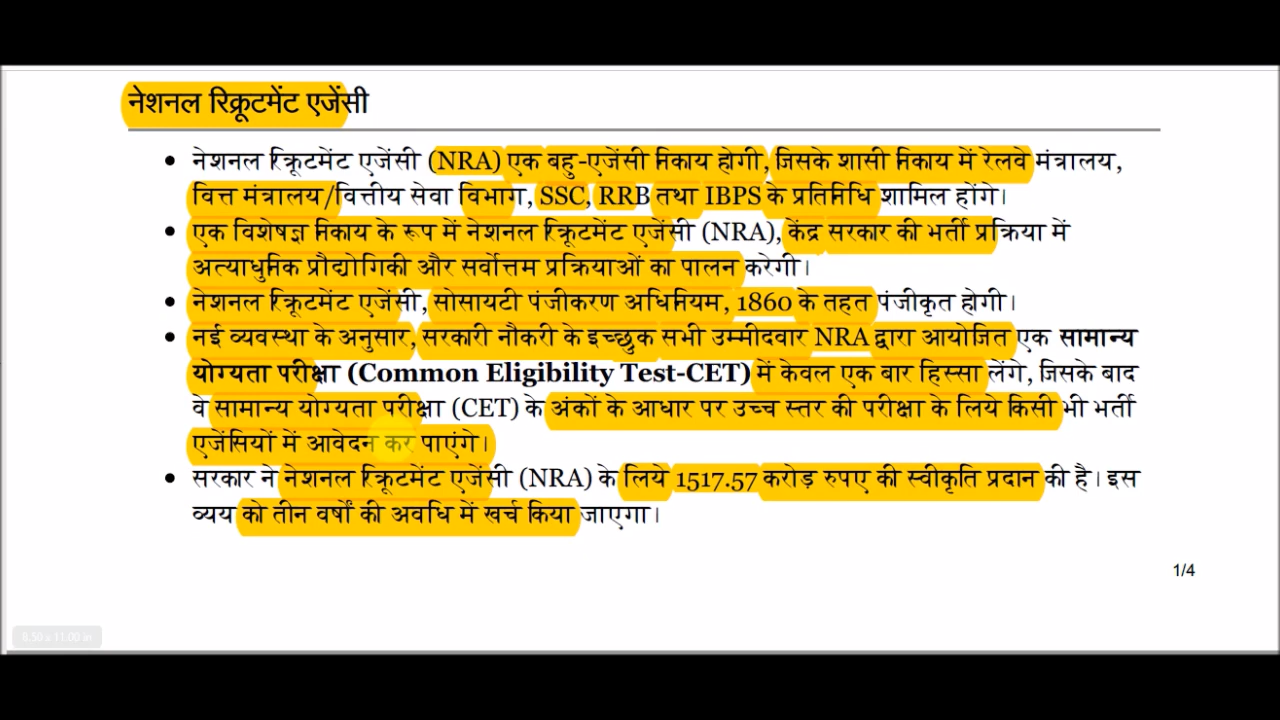 नेशनल रिक्रूटमेंट एजेंसी
• नेशनल रिक्रूटमेंट एजेंसी (NRA) एक बहु-एजेंसी निकाय होगी, जिसके शासी निकाय में रेलवे मंत्रालय,
वित्त मंत्रालय/वित्तीय सेवा विभाग, SSC, RRB तथा IBPS के प्रतिनिधि शामिल होंगे।
• एक विशेषज्ञ निकाय के रूप में नेशनल रिक्रूटमेंट एजेंसी (NRA), केंद्र सरकार की भर्ती प्रक्रिया में
अत्याधुनिक प्रौद्योगिकी और सर्वोत्तम प्रक्रियाओं का पालन करेगी।
• नेशनल रिक्रूटमेंट एजेंसी, सोसायटी पंजीकरण अधिनियम, 1860 के तहत पंजीकृत होगी।
• नई व्यवस्था के अनुसार, सरकारी नौकरी के इच्छुक सभी उम्मीदवार NRA द्वारा आयोजित एक सामान्य
योग्यता परीक्षा (Common Eligibility Test-CET) में केवल एक बार हिस्सा लेंगे, जिसके बाद
वे सामान्य योग्यता परीक्षा (CET) के अंकों के आधार पर उच्च स्तर की परीक्षा के लिये किसी भी भर्ती
एजेंसियों में आवेदन कर पाएंगे।
• सरकार ने नेशनल रिक्रूटमेंट एजेंसी (NRA) के लिये 1517.57 करोड़ रुपए की स्वीकृति प्रदान की है। इस
व्यय को तीन वर्षों की अवधि में खर्च किया जाएगा।
1/4
8.50 x 11.00 in